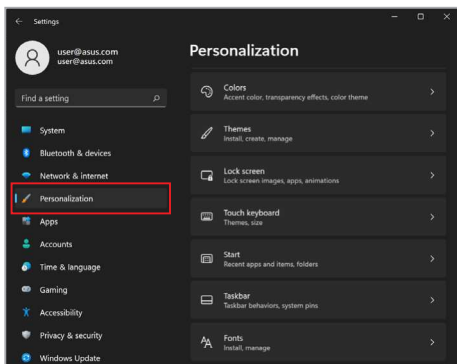 Settings
user@asus.com
user@asus.com
Find a setting
System
Bluetooth & devices
Network & internet
Personalization
Apps
Accounts
Time & language
Gaming
Accessibility
Privacy & security
Windows Update
Personalization
Colors
Accent color, transparency effects, color theme
Themes
Install, create, manage
Lock screen
Lock screen images, apps, animations
Touch keyboard
Themes, size
Start
Recent apps and items, folders
Taskbar
Taskbar behaviors, system pins
Fonts
Install, manage